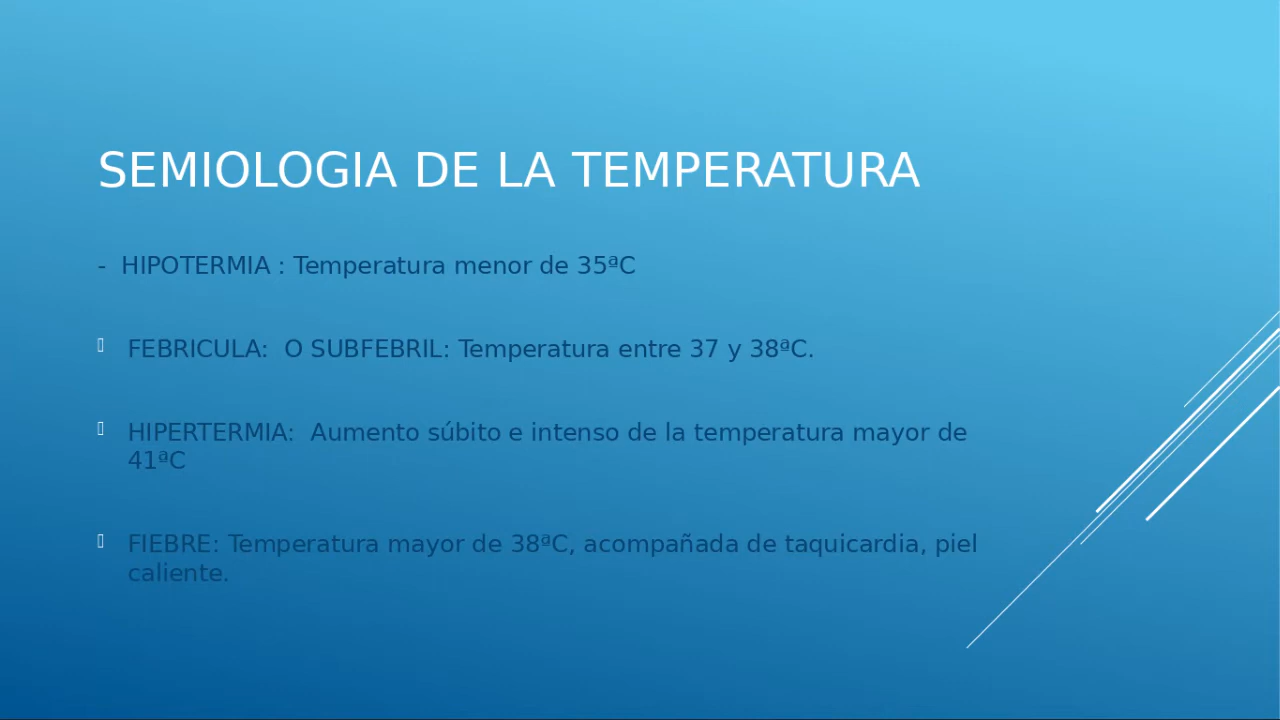 SEMIOLOGIA DE LA TEMPERATURA
- HIPOTERMIA : Temperatura menor de 35ªC
FEBRICULA:  O SUBFEBRIL: Temperatura entre 37 y 38ªC.
HIPERTERMIA:  Aumento súbito e intenso de la temperatura mayor de
41ªC
FIEBRE: Temperatura mayor de 38ªC, acompañada de taquicardia, piel
caliente.